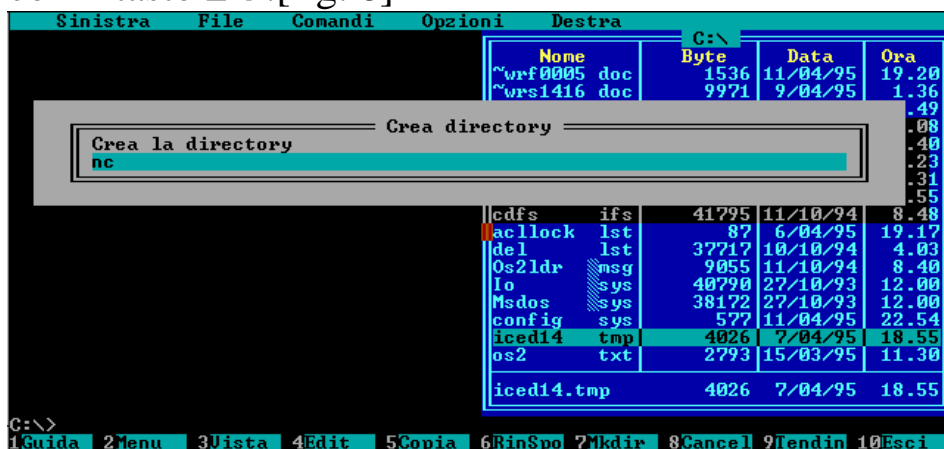 Sinistra File Comandi Opzioni Destra
C:\
Nome Byte Data Ora
~wrf0005 doc 1536 11/04/95 19.20
~wrs1416 doc 9971 9/04/95 1.36
.49
Crea directory .08
Crea la directory .40
nc .23
.31
.55
cdfs ifs 41795 11/10/94 8.48
acllock lst 87 6/04/95 19.17
del lst 37717 10/10/94 4.03
Os2ldr msg 9055 11/10/94 8.40
Io sys 40790 27/10/93 12.00
Msdos sys 38172 27/10/93 12.00
config sys 577 11/04/95 22.54
iced14 tmp 4026 7/04/95 18.55
os2 txt 2793 15/03/95 11.30
iced14.tmp 4026 7/04/95 18.55
C:\>
1Guida 2Menu 3Vista 4Edit 5Copia 6RinSpo 7Mkdir 8Cancel 9Tendin 10Esci